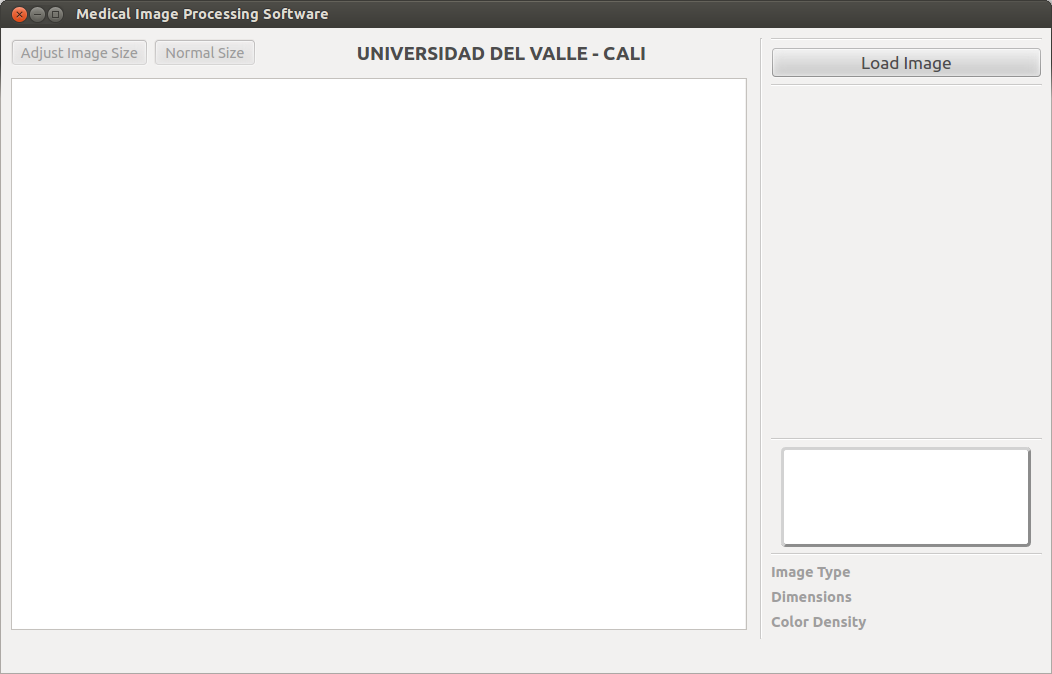 Medical Image Processing Software
Adjust Image Size
Normal Size
UNIVERSIDAD DEL VALLE - CALI
Load Image
Image Type
Dimensions
Color Density